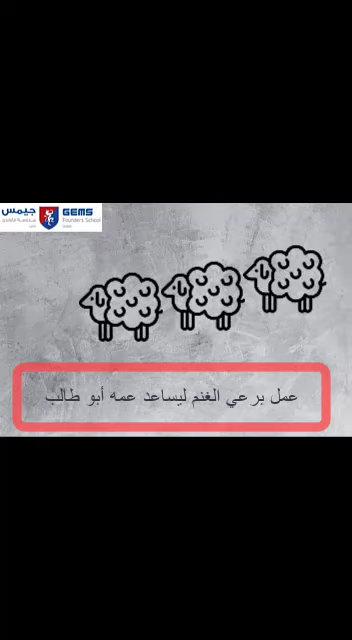 جيمس
GEMS
Founders School
عمل برعي الغنم ليساعد عمه أبو طالب